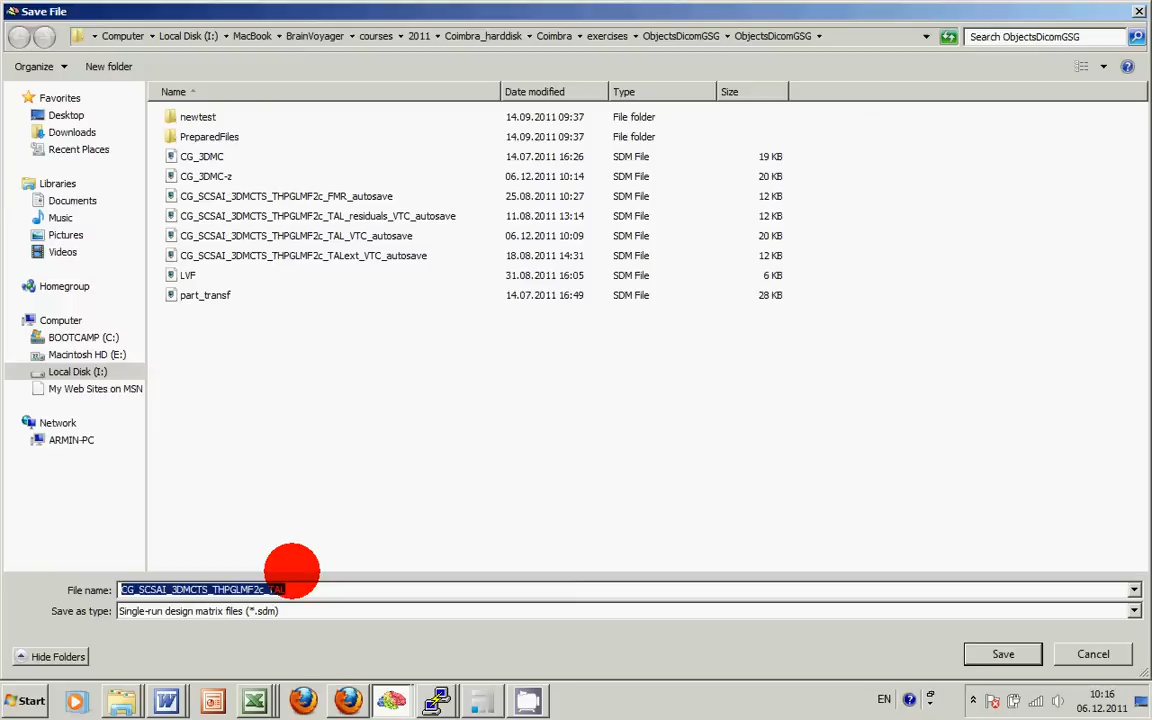 Save File
Computer Local Disk (I:) MacBook BrainVoyager courses 2011 Coimbra_harddisk Coimbra exercises ObjectsDicomGSG ObjectsDicomGSG Search ObjectsDicomGSG
Organize New folder
Name Date modified Type Size
Favorites
Desktop
Downloads
Recent Places
Libraries
Documents
Music
Pictures
Videos
Homegroup
Computer
BOOTCAMP (C:)
Macintosh HD (E:)
Local Disk (I:)
My Web Sites on MSN
Network
ARMIN-PC
newtest 14.09.2011 09:37 File folder
PreparedFiles 14.09.2011 09:37 File folder
CG_3DMC 14.07.2011 16:26 SDM File 19 KB
CG_3DMC-z 06.12.2011 10:14 SDM File 20 KB
CG_SCSAI_3DMCTS_THPGLMF2c_FMR_autosave 25.08.2011 10:27 SDM File 12 KB
CG_SCSAI_3DMCTS_THPGLMF2c_TAL_residuals_VTC_autosave 11.08.2011 13:14 SDM File 12 KB
CG_SCSAI_3DMCTS_THPGLMF2c_TAL_VTC_autosave 06.12.2011 10:09 SDM File 20 KB
CG_SCSAI_3DMCTS_THPGLMF2c_TALext_VTC_autosave 18.08.2011 14:31 SDM File 12 KB
LVF 31.08.2011 16:05 SDM File 6 KB
part_transf 14.07.2011 16:49 SDM File 28 KB
File name: CG_SCSAI_3DMCTS_THPGLMF2c_TAL
Save as type: Single-run design matrix files (*.sdm)
Hide Folders Save Cancel
Start EN 10:16
06.12.2011